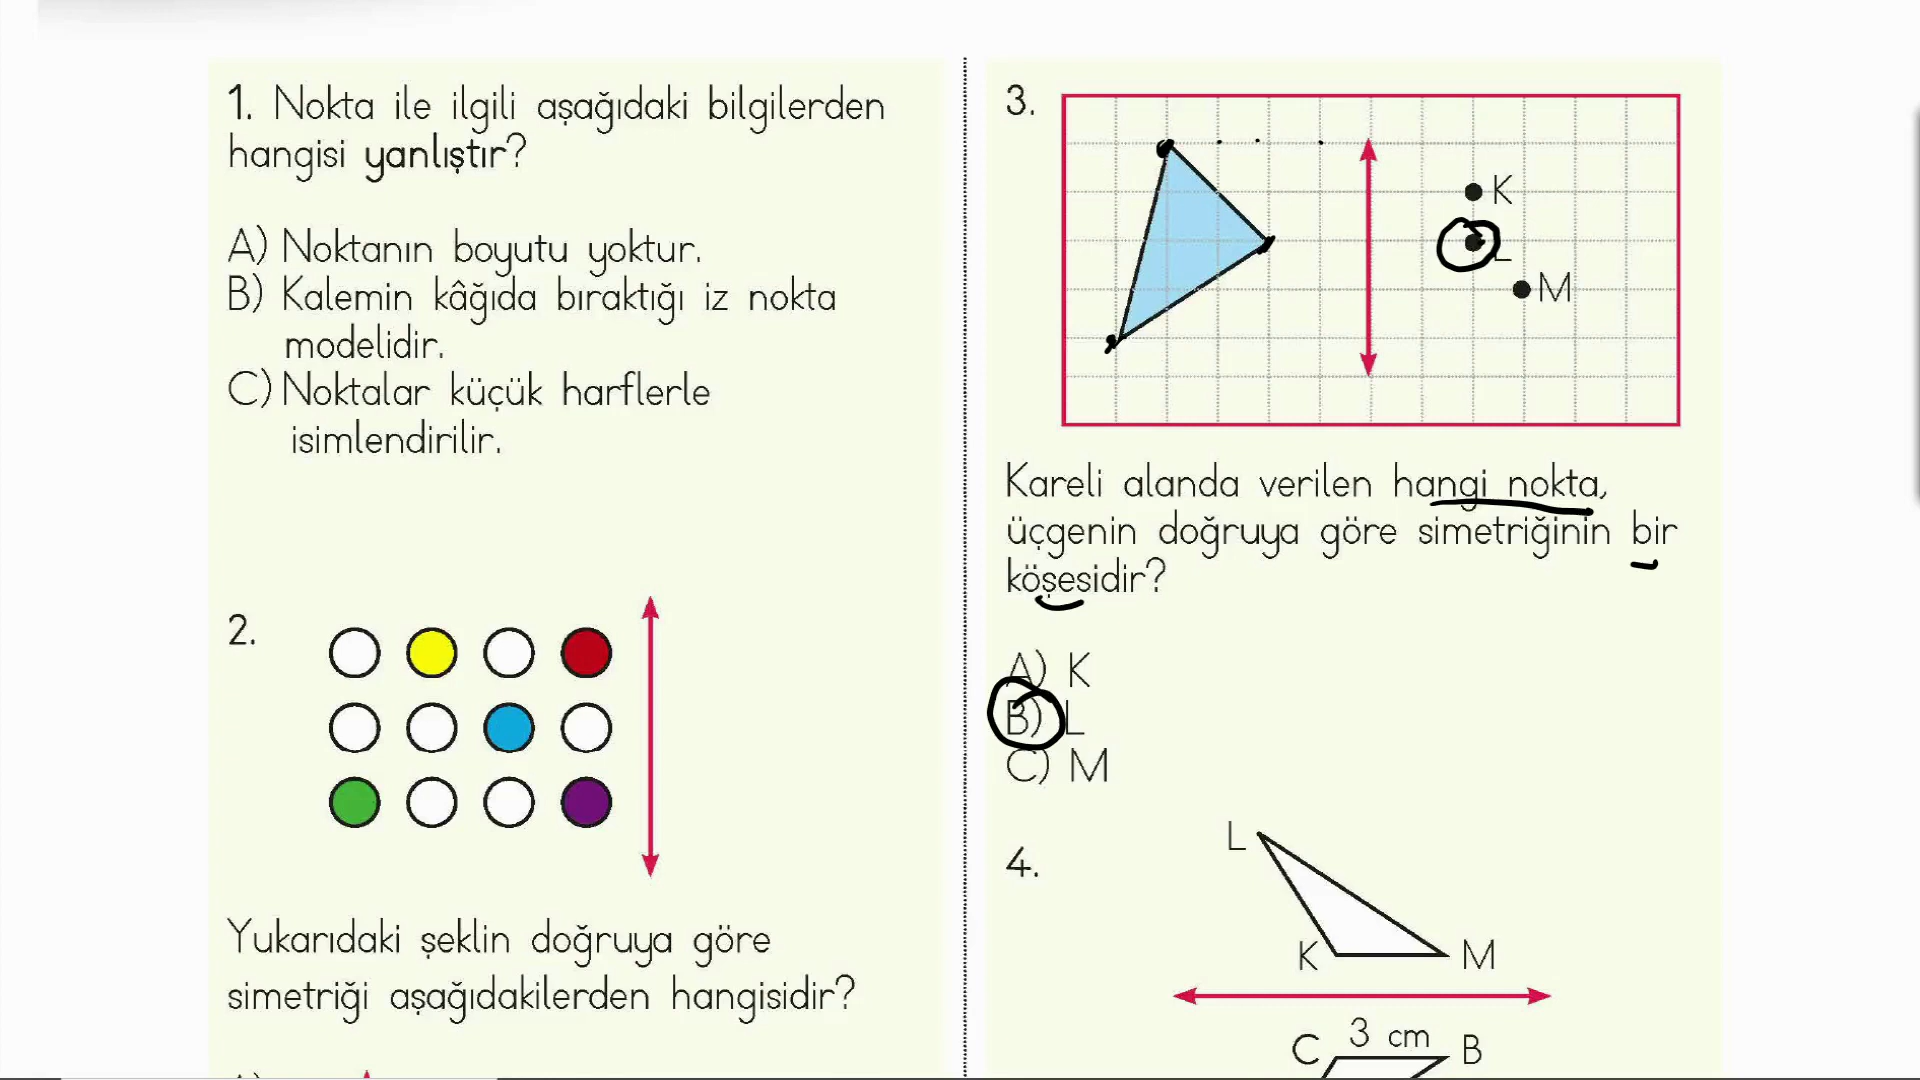 1. Nokta ile ilgili aşağıdaki bilgilerden
hangisi yanlıştır?
A) Noktanın boyutu yoktur.
B) Kalemin kâğıda bıraktığı iz nokta
modelidir.
C) Noktalar küçük harflerle
isimlendirilir.
2.
Yukarıdaki şeklin doğruya göre
simetriği aşağıdakilerden hangisidir?
3.
K
L
M
Kareli alanda verilen hangi nokta,
üçgenin doğruya göre simetriğinin bir
köşesidir?
A) K
B) L
C) M
4.
L
K M
C 3 cm B